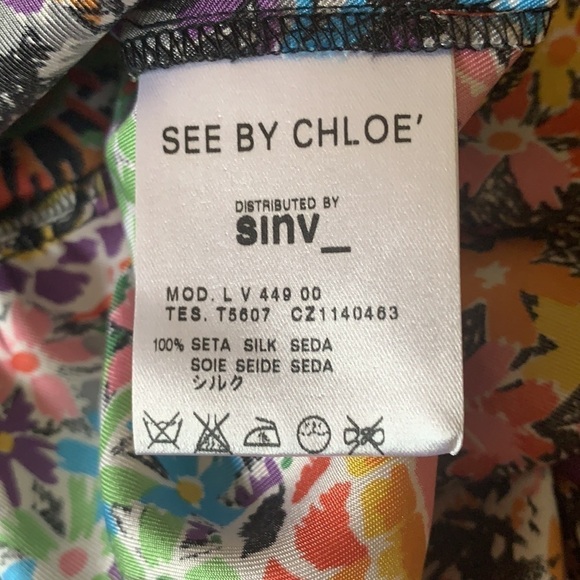 SEE BY CHLOE'
DISTRIBUTED BY
sinv_
MOD. L V 449 00
TES. T5607 CZ1140463
100% SETA SILK SEDA
SOIE SEIDE SEDA
シルク